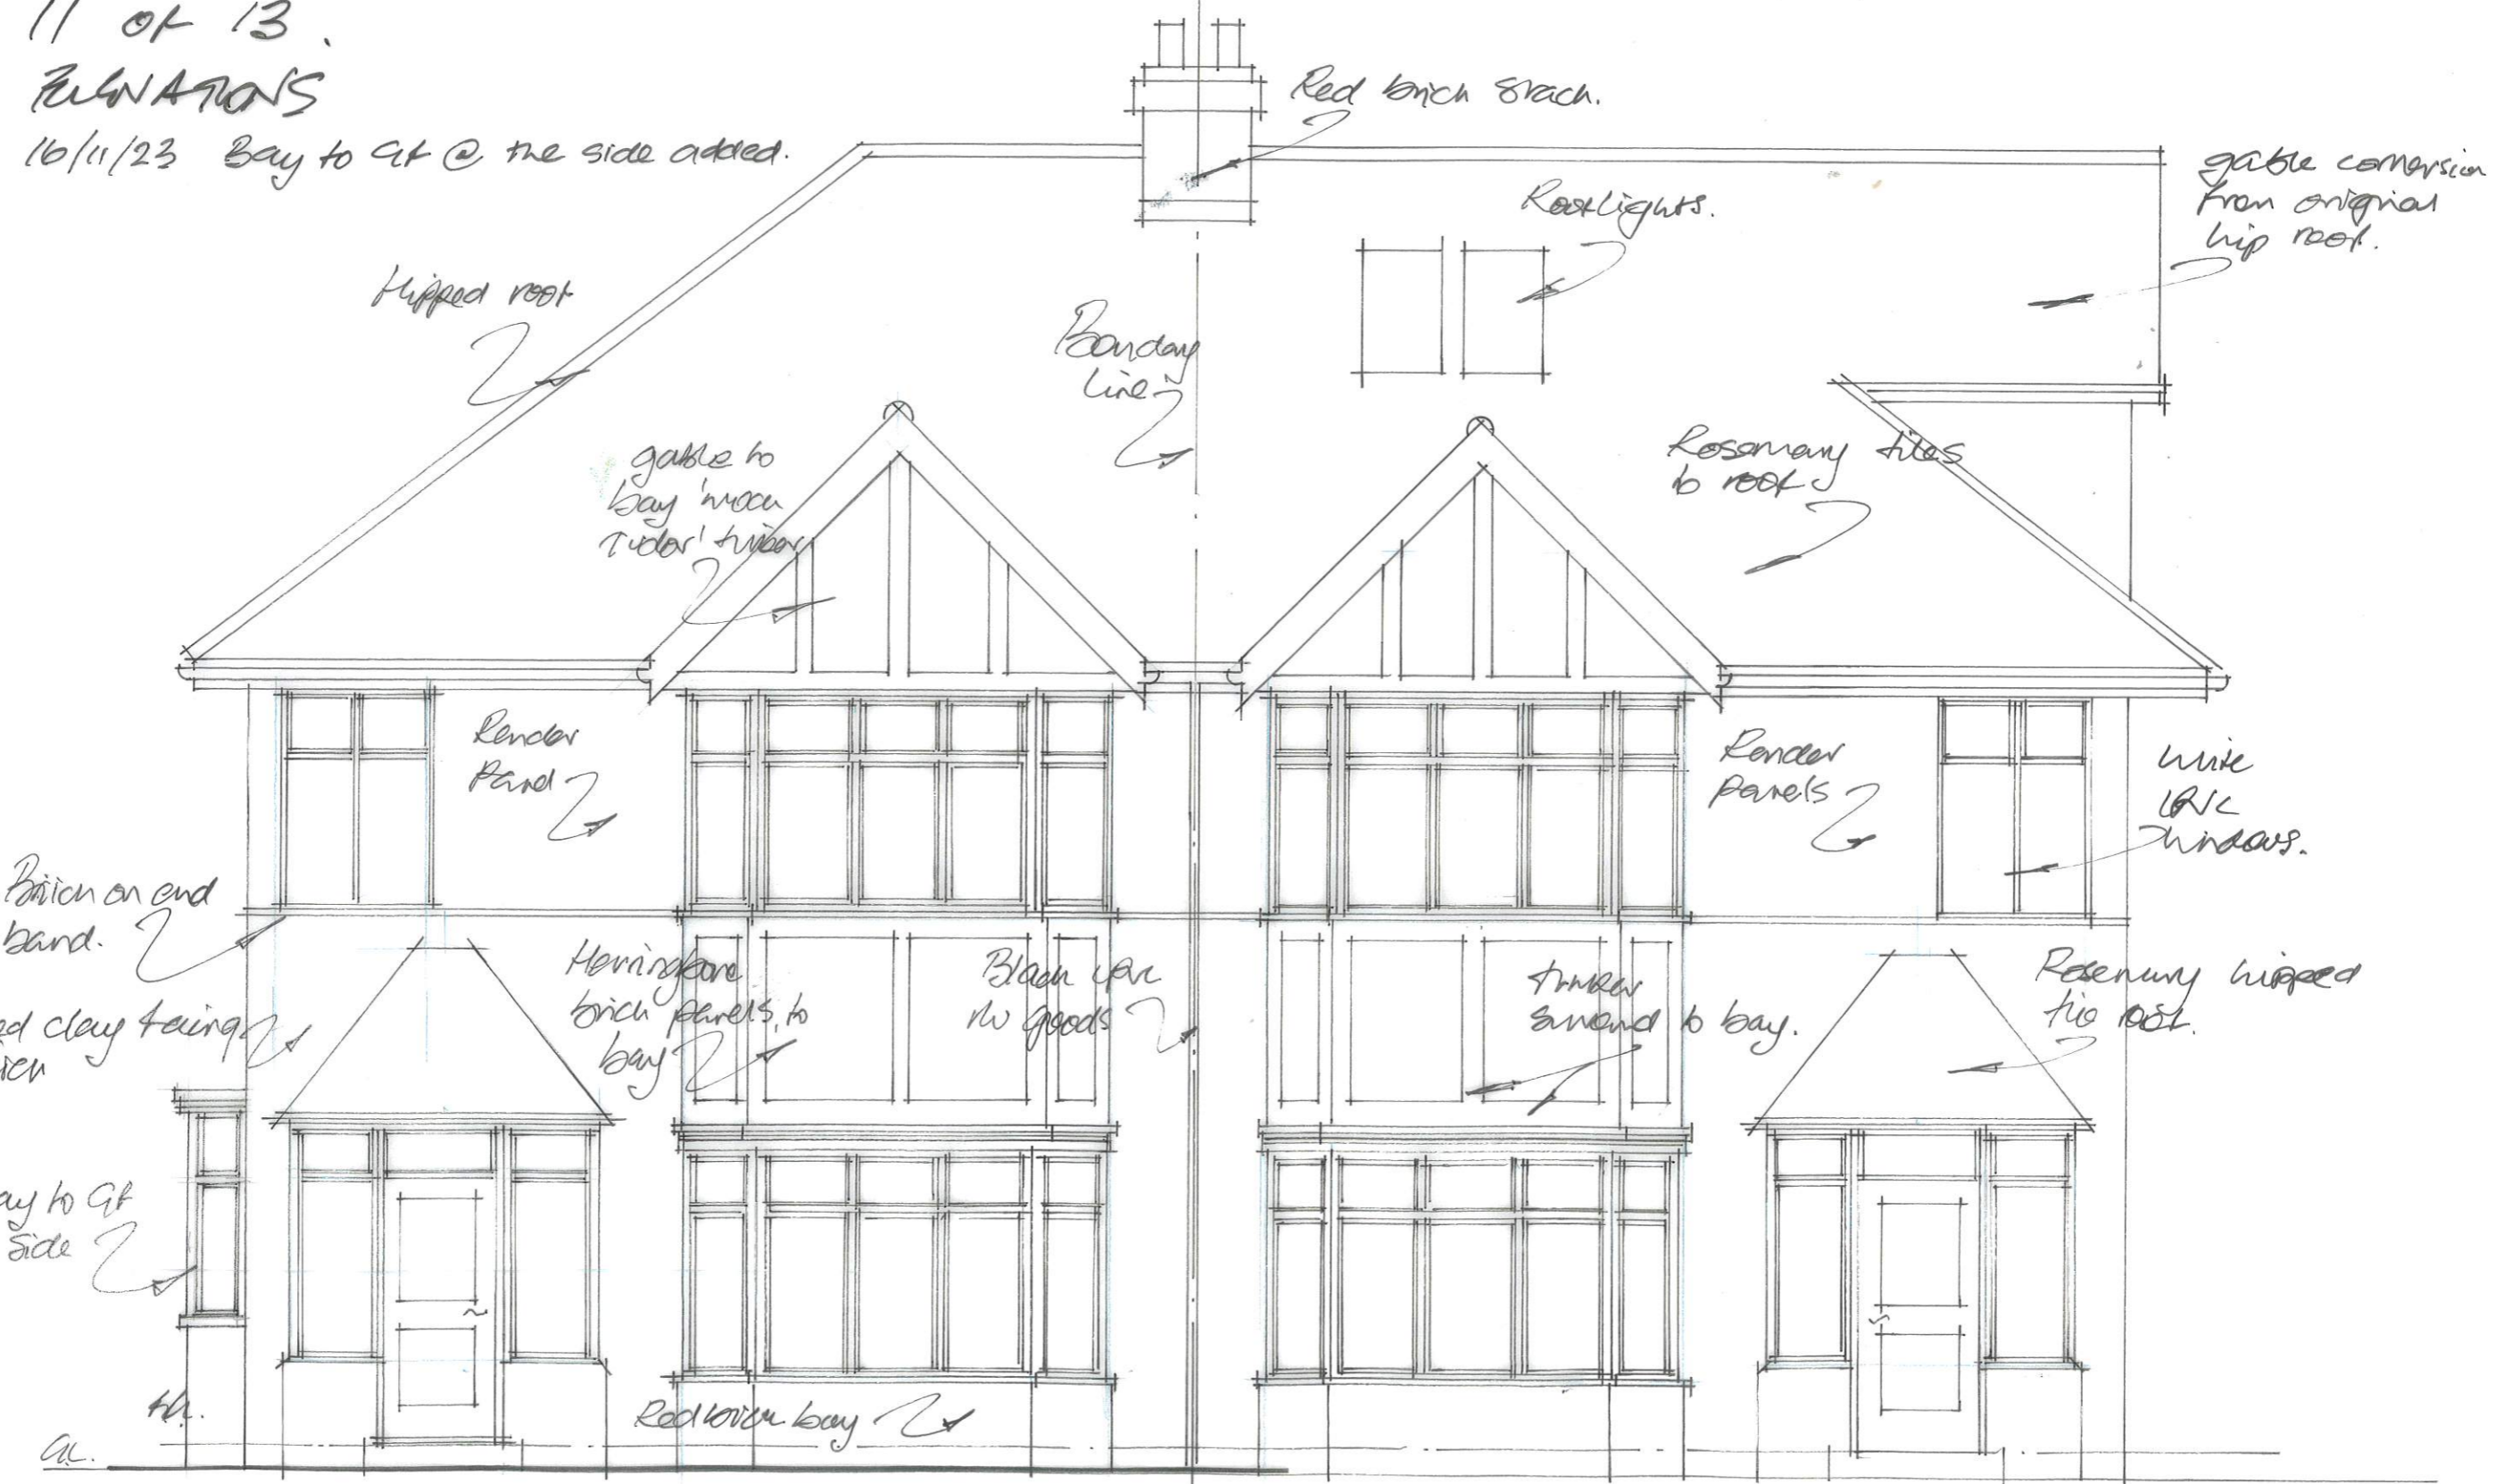 11 of 13.
ELEVATIONS
16/11/23 Bay to GF @ the side added.
Red brick stack.
gable conversion
from original
hip roof.
Rooflights.
Hipped roof
Boundary
line
gable to
bay 'mock
Tudor' timber
Rosemary tiles
to roof
Render
Panel
Render
panels
White
UPVC
windows.
Brick on end
band.
Herringbone
brick panels to
bay
Black upvc
rw goods
timber
surround to bay.
Rosemary hipped
tile roof.
ed clay facing
ick
ay to GF
Side
Red brick bay
G.L.